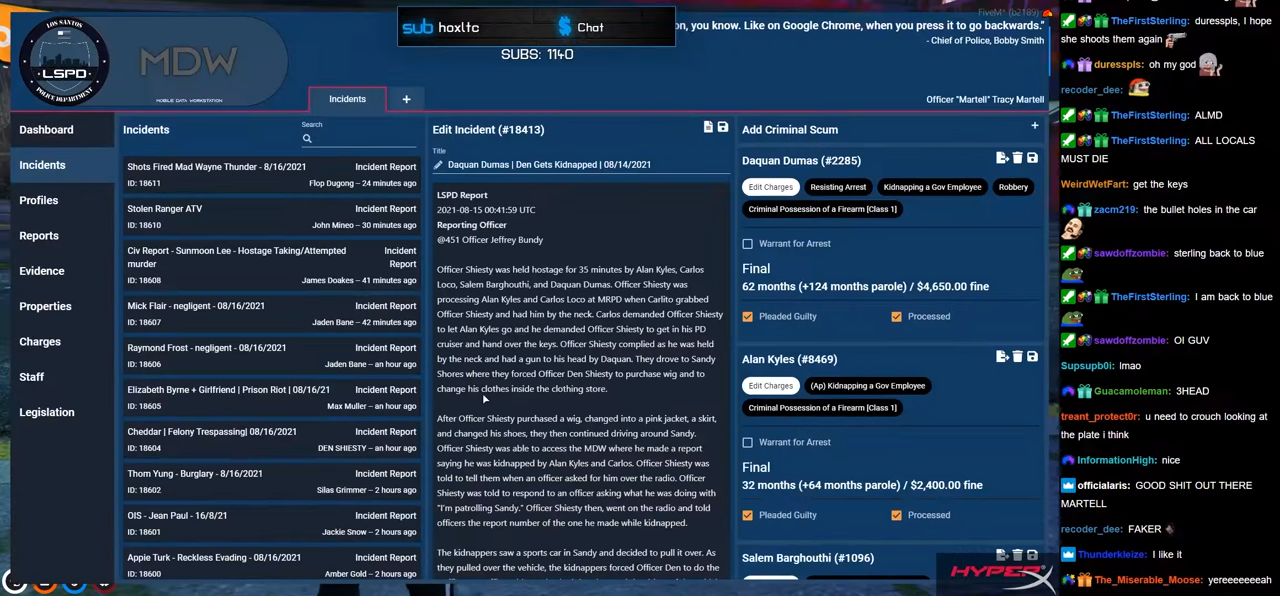 LOS SANTOS
LSPD
POLICE DEPARTMENT
MDW
MOBILE DATA WORKSTATION
sub hoxltc
Chat
SUBS: 1140
FiveM® (b2189)
on, you know. Like on Google Chrome, when you press it to go backwards."
- Chief of Police, Bobby Smith
Incidents
+
Officer "Martell" Tracy Martell
Dashboard
Incidents
Profiles
Reports
Evidence
Properties
Charges
Staff
Legislation
Incidents
Search
Shots Fired Mad Wayne Thunder - 8/16/2021
Incident Report
ID: 18611
Flop Dugong – 24 minutes ago
Stolen Ranger ATV
Incident Report
ID: 18610
John Mineo – 30 minutes ago
Civ Report - Sunmoon Lee - Hostage Taking/Attempted
murder
Incident
Report
ID: 18608
James Doakes – 41 minutes ago
Mick Flair - negligent - 08/16/2021
Incident Report
ID: 18607
Jaden Bane – 42 minutes ago
Raymond Frost - negligent - 08/16/2021
Incident Report
ID: 18606
Jaden Bane – an hour ago
Elizabeth Byrne + Girlfriend | Prison Riot | 08/16/21
Incident Report
ID: 18605
Max Muller – an hour ago
Cheddar | Felony Trespassing| 08/16/2021
Incident Report
ID: 18604
DEN SHIESTY – an hour ago
Thom Yung - Burglary - 8/16/2021
Incident Report
ID: 18602
Silas Grimmer – 2 hours ago
OIS - Jean Paul - 16/8/21
Incident Report
ID: 18601
Jackie Snow – 2 hours ago
Appie Turk - Reckless Evading - 08/16/2021
Incident Report
ID: 18600
Amber Gold – 2 hours ago
Edit Incident (#18413)
Title
Daquan Dumas | Den Gets Kidnapped | 08/14/2021
LSPD Report
2021-08-15 00:41:59 UTC
Reporting Officer
@451 Officer Jeffrey Bundy
Officer Shiesty was held hostage for 35 minutes by Alan Kyles, Carlos
Loco, Salem Barghouthi, and Daquan Dumas. Officer Shiesty was
processing Alan Kyles and Carlos Loco at MRPD when Carlito grabbed
Officer Shiesty and had him by the neck. Carlos demanded Officer Shiesty
to let Alan Kyles go and he demanded Officer Shiesty to get in his PD
cruiser and hand over the keys. Officer Shiesty complied as he was held
by the neck and had a gun to his head by Daquan. They drove to Sandy
Shores where they forced Officer Den Shiesty to purchase wig and to
change his clothes inside the clothing store.
After Officer Shiesty purchased a wig, changed into a pink jacket, a skirt,
and changed his shoes, they then continued driving around Sandy.
Officer Shiesty was able to access the MDW where he made a report
saying he was kidnapped by Alan Kyles and Carlos. Officer Shiesty was
told to tell them when an officer asked for him over the radio. Officer
Shiesty was told to respond to an officer asking what he was doing with
"I'm patrolling Sandy." Officer Shiesty then, went on the radio and told
officers the report number of the one he made while kidnapped.
The kidnappers saw a sports car in Sandy and decided to pull it over. As
they pulled over the vehicle, the kidnappers forced Officer Den to do the
Add Criminal Scum
+
Daquan Dumas (#2285)
Edit Charges
Resisting Arrest
Kidnapping a Gov Employee
Robbery
Criminal Possession of a Firearm [Class 1]
Warrant for Arrest
Final
62 months (+124 months parole) / $4,650.00 fine
Pleaded Guilty
Processed
Alan Kyles (#8469)
Edit Charges
(Ap) Kidnapping a Gov Employee
Criminal Possession of a Firearm [Class 1]
Warrant for Arrest
Final
32 months (+64 months parole) / $2,400.00 fine
Pleaded Guilty
Processed
Salem Barghouthi (#1096)
HYPERX
TheFirstSterling: duresspls, I hope
she shoots them again
duresspls: oh my god
recoder_dee:
TheFirstSterling: ALMD
TheFirstSterling: ALL LOCALS
MUST DIE
WeirdWetFart: get the keys
zacm219: the bullet holes in the car
sawdoffzombie: sterling back to blue
TheFirstSterling: I am back to blue
sawdoffzombie: OI GUV
Supsupb0i: lmao
Guacamoleman: 3HEAD
treant_protect0r: u need to crouch looking at
the plate i think
InformationHigh: nice
officialaris: GOOD SHIT OUT THERE
MARTELL
recoder_dee: FAKER
Thunderkleize: I like it
The_Miserable_Moose: yereeeeeeeah